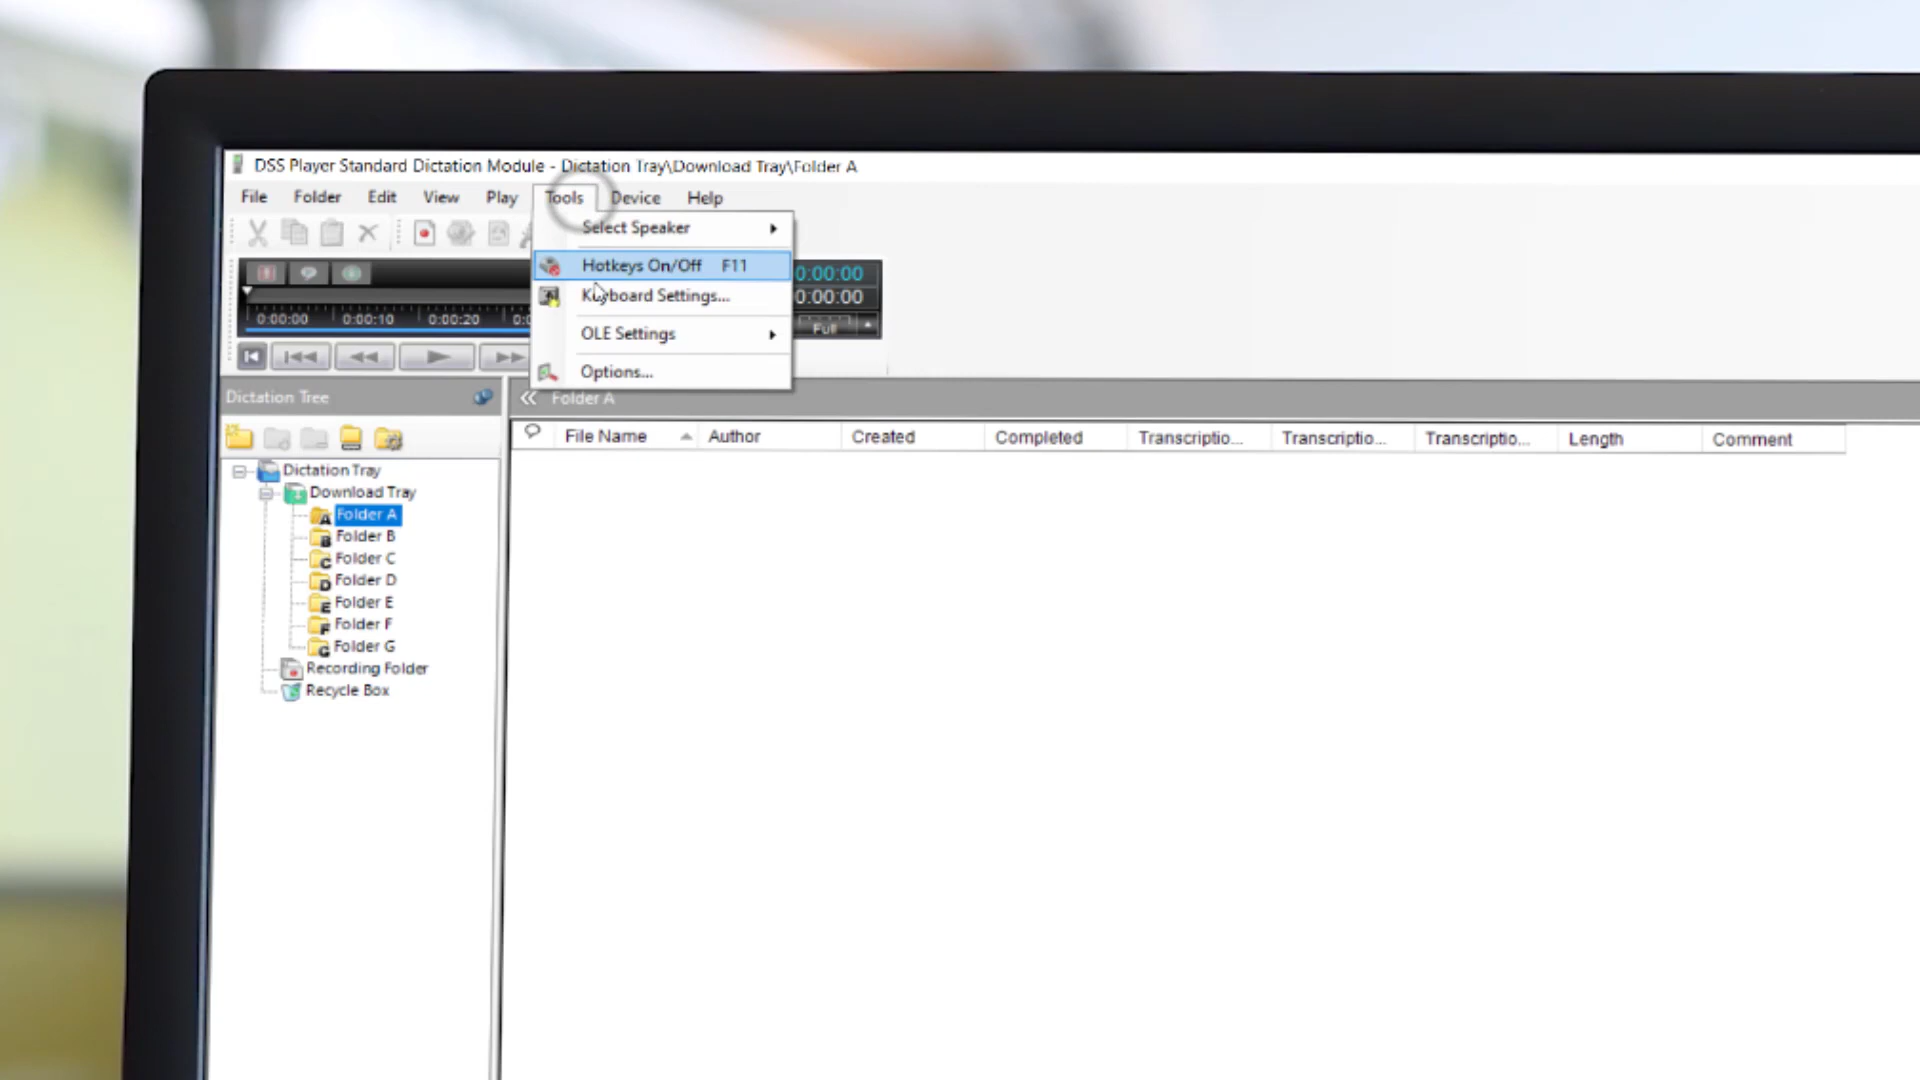 DSS Player Standard Dictation Module - Dictation Tray\Download Tray\Folder A
File Folder Edit View Play Tools Device Help
Select Speaker
Hotkeys On/Off F11
Keyboard Settings...
OLE Settings
Options...
0:00:00
0:00:00
0:00:00 0:00:10 0:00:20
Full
Dictation Tree
Folder A
File Name Author Created Completed Transcriptio... Transcriptio... Transcriptio... Length Comment
Dictation Tray
Download Tray
Folder A
Folder B
Folder C
Folder D
Folder E
Folder F
Folder G
Recording Folder
Recycle Box